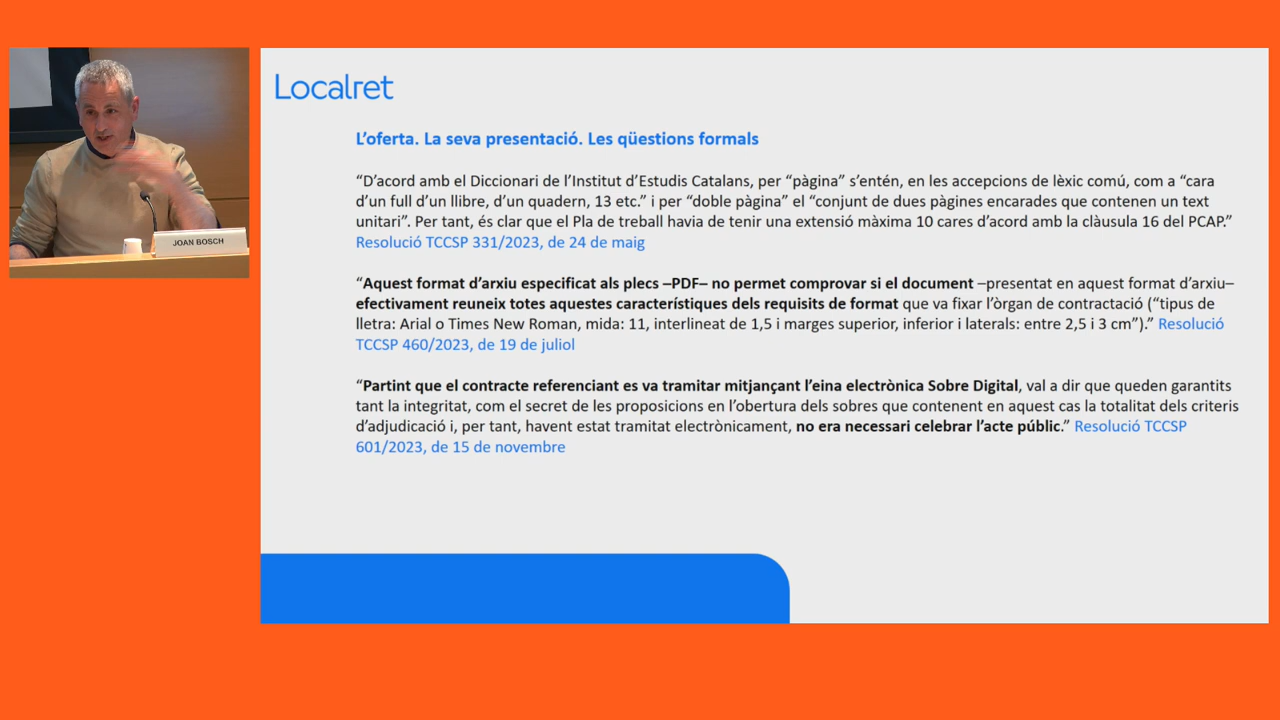 Localret
L’oferta. La seva presentació. Les qüestions formals
“D’acord amb el Diccionari de l’Institut d’Estudis Catalans, per “pàgina” s’entén, en les accepcions de lèxic comú, com a “cara
d’un full d’un llibre, d’un quadern, 13 etc.” i per “doble pàgina” el “conjunt de dues pàgines encarades que contenen un text
unitari”. Per tant, és clar que el Pla de treball havia de tenir una extensió màxima 10 cares d’acord amb la clàusula 16 del PCAP.”
Resolució TCCSP 331/2023, de 24 de maig
“Aquest format d’arxiu especificat als plecs –PDF– no permet comprovar si el document –presentat en aquest format d’arxiu–
efectivament reuneix totes aquestes característiques dels requisits de format que va fixar l’òrgan de contractació (“tipus de
lletra: Arial o Times New Roman, mida: 11, interlineat de 1,5 i marges superior, inferior i laterals: entre 2,5 i 3 cm”).” Resolució
TCCSP 460/2023, de 19 de juliol
“Partint que el contracte referenciant es va tramitar mitjançant l’eina electrònica Sobre Digital, val a dir que queden garantits
tant la integritat, com el secret de les proposicions en l’obertura dels sobres que contenent en aquest cas la totalitat dels criteris
d’adjudicació i, per tant, havent estat tramitat electrònicament, no era necessari celebrar l’acte públic.” Resolució TCCSP
601/2023, de 15 de novembre
JOAN BOSCH